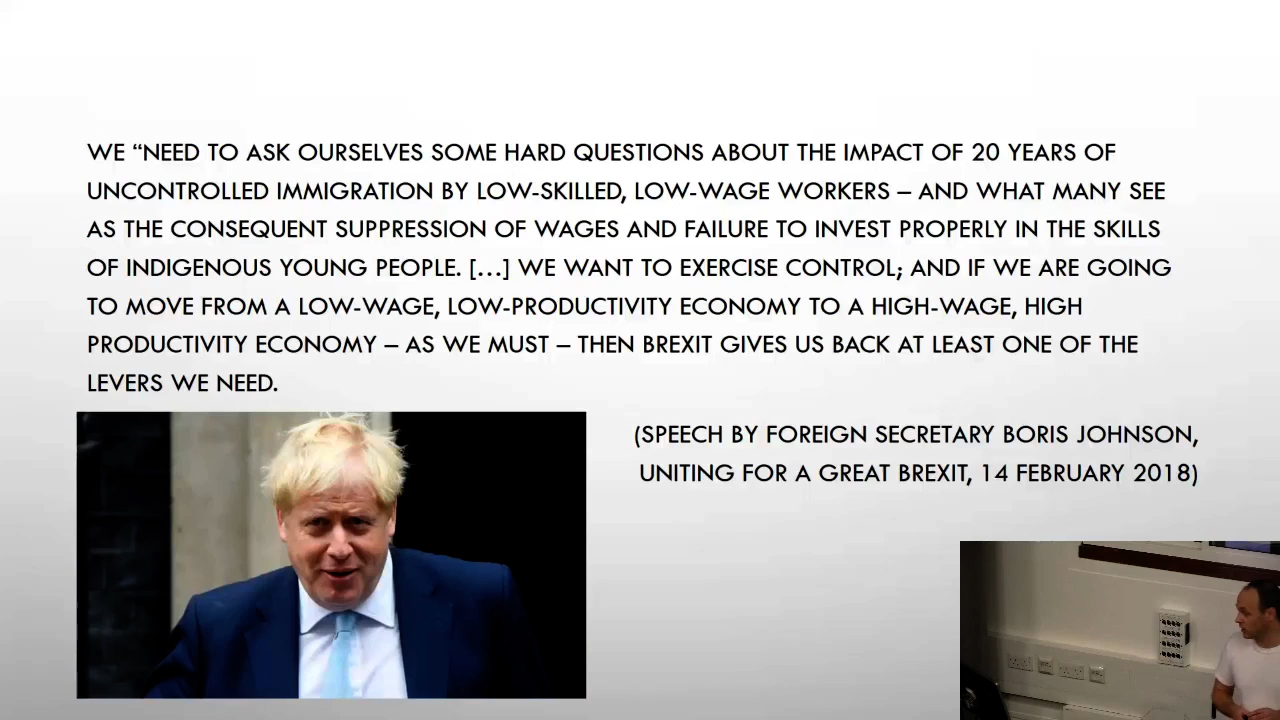 WE “NEED TO ASK OURSELVES SOME HARD QUESTIONS ABOUT THE IMPACT OF 20 YEARS OF
UNCONTROLLED IMMIGRATION BY LOW-SKILLED, LOW-WAGE WORKERS – AND WHAT MANY SEE
AS THE CONSEQUENT SUPPRESSION OF WAGES AND FAILURE TO INVEST PROPERLY IN THE SKILLS
OF INDIGENOUS YOUNG PEOPLE. […] WE WANT TO EXERCISE CONTROL; AND IF WE ARE GOING
TO MOVE FROM A LOW-WAGE, LOW-PRODUCTIVITY ECONOMY TO A HIGH-WAGE, HIGH
PRODUCTIVITY ECONOMY – AS WE MUST – THEN BREXIT GIVES US BACK AT LEAST ONE OF THE
LEVERS WE NEED.
(SPEECH BY FOREIGN SECRETARY BORIS JOHNSON,
UNITING FOR A GREAT BREXIT, 14 FEBRUARY 2018)